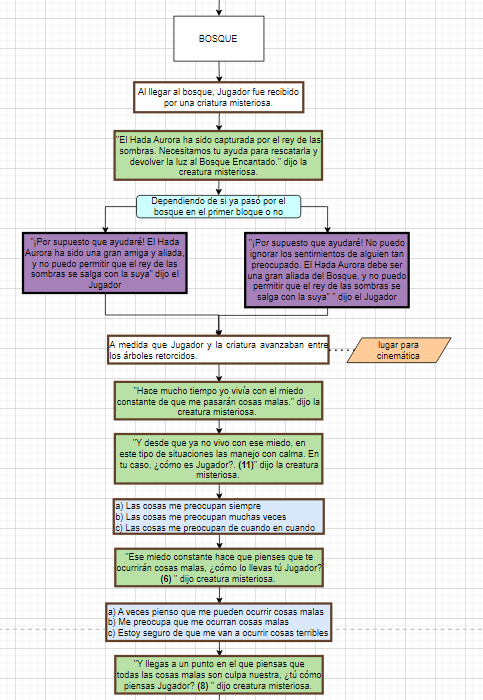 BOSQUE
Al llegar al bosque, Jugador fue recibido
por una criatura misteriosa.
"El Hada Aurora ha sido capturada por el rey de las
sombras. Necesitamos tu ayuda para rescatarla y
devolver la luz al Bosque Encantado." dijo la
creatura misteriosa.
Dependiendo de si ya pasó por el
bosque en el primer bloque o no
"¡Por supuesto que ayudaré! El Hada
Aurora ha sido una gran amiga y aliada,
y no puedo permitir que el rey de las
sombras se salga con la suya" dijo el
Jugador
"¡Por supuesto que ayudaré! No puedo
ignorar los sentimientos de alguien tan
preocupado. El Hada Aurora debe ser
una gran aliada del Bosque, y no puedo
permitir que el rey de las sombras se
salga con la suya" " dijo el Jugador
A medida que Jugador y la criatura avanzaban entre
los árboles retorcidos.
lugar para
cinemática
"Hace mucho tiempo yo vivía con el miedo
constante de que me pasarán cosas malas." dijo la
creatura misteriosa.
"Y desde que ya no vivo con ese miedo, en
este tipo de situaciones las manejo con calma. En
tu caso, ¿cómo es Jugador?. (11)" dijo la creatura
misteriosa.
a) Las cosas me preocupan siempre
b) Las cosas me preocupan muchas veces
c) Las cosas me preocupan de cuando en cuando
"Ese miedo constante hace que pienses que te
ocurrirán cosas malas, ¿cómo lo llevas tú Jugador?
(6) " dijo creatura misteriosa.
a) A veces pienso que me pueden ocurrir cosas malas
b) Me preocupa que me ocurran cosas malas
c) Estoy seguro de que me van a ocurrir cosas terribles
"Y llegas a un punto en el que piensas que
todas las cosas malas son culpa nuestra, ¿tú cómo
piensas Jugador? (8) " dijo creatura misteriosa.